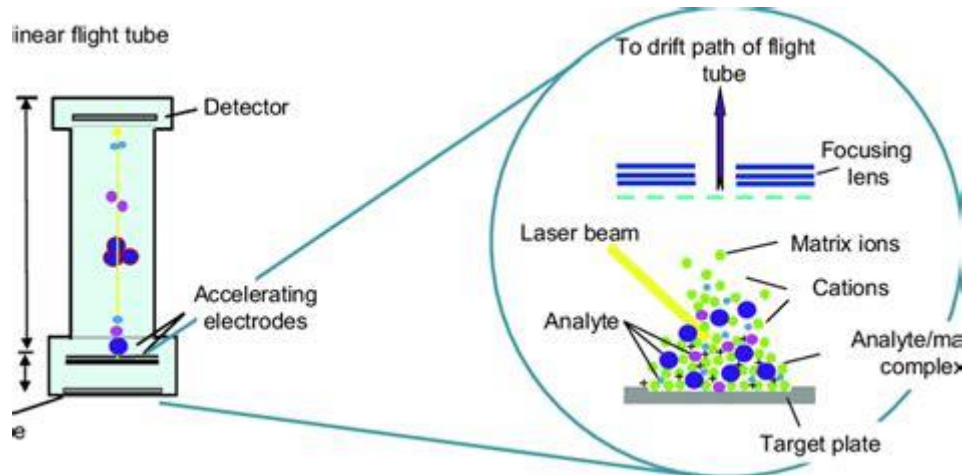 inear flight tube
Detector
Accelerating
electrodes
To drift path of flight
tube
Focusing
lens
Laser beam
Matrix ions
Cations
Analyte
Analyte/ma
complex
Target plate